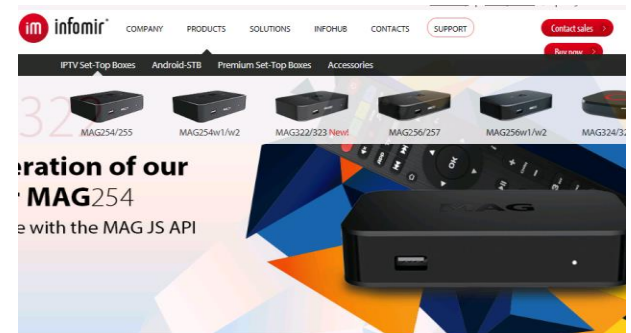 im infomir COMPANY PRODUCTS SOLUTIONS INFOHUB CONTACTS SUPPORT Contact sales >
Buy now
IPTV Set-Top Boxes Android-STB Premium Set-Top Boxes Accessories
32
MAG254/255 MAG254w1/w2 MAG322/323 New! MAG256/257 MAG256w1/w2 MAG324/32
eration of our
MAG254
e with the MAG JS API
OK
MAG